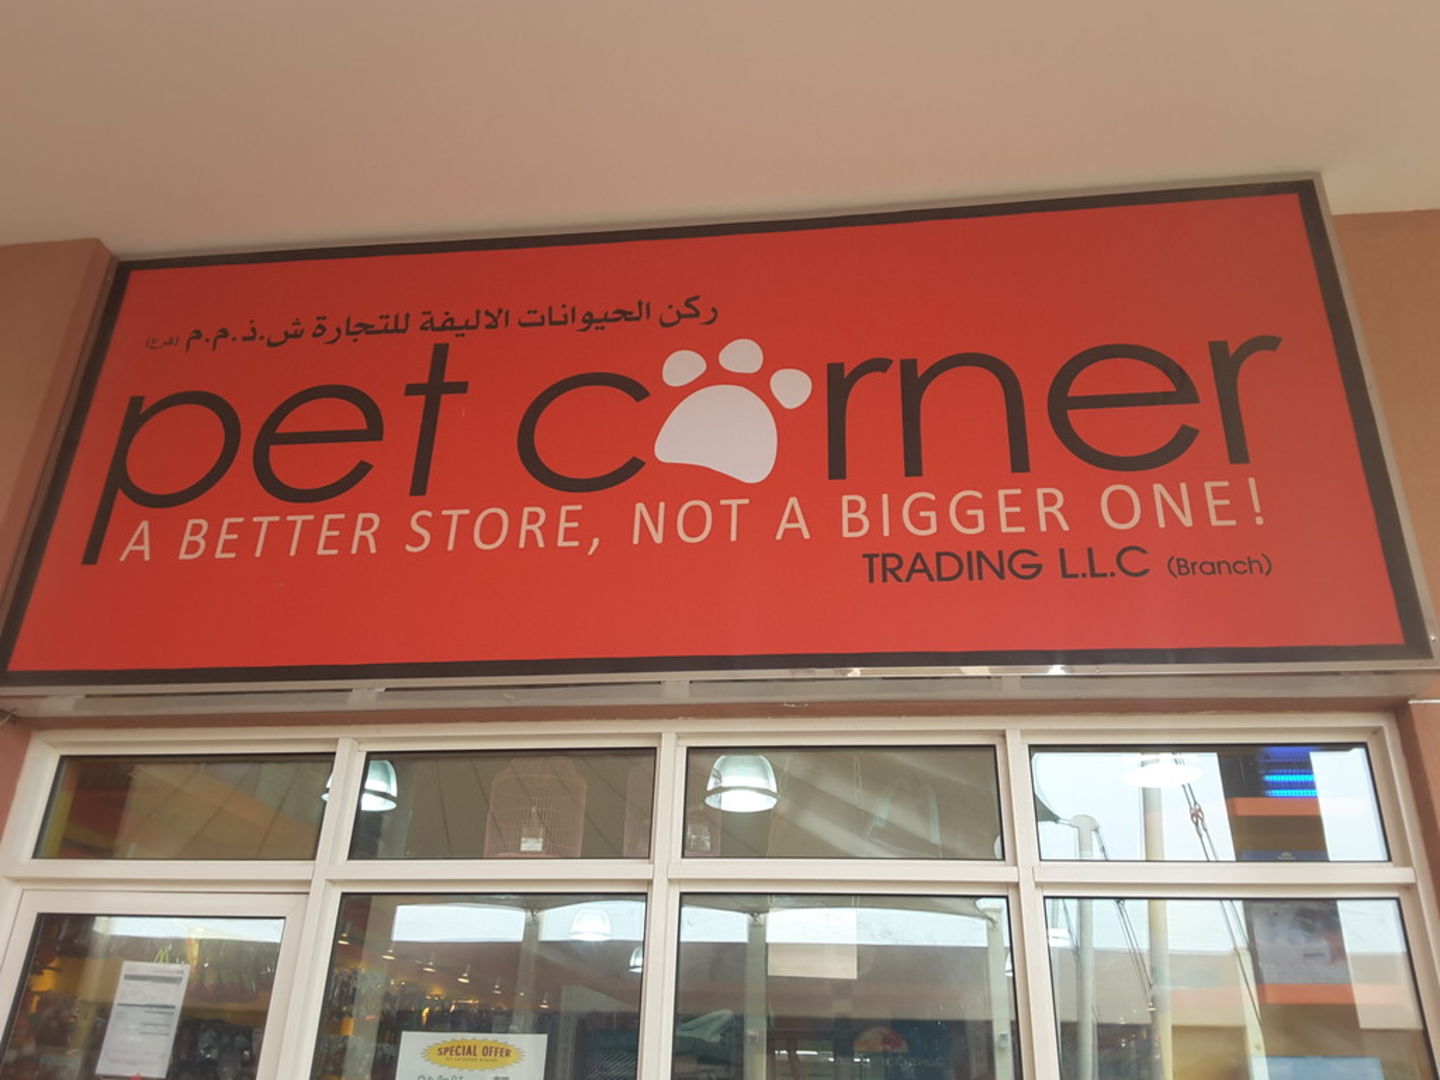 ركن الحيوانات الاليفة للتجارة ش.ذ.م.م (فرع)
pet corner
A BETTER STORE, NOT A BIGGER ONE!
TRADING L.L.C (Branch)
SPECIAL OFFER